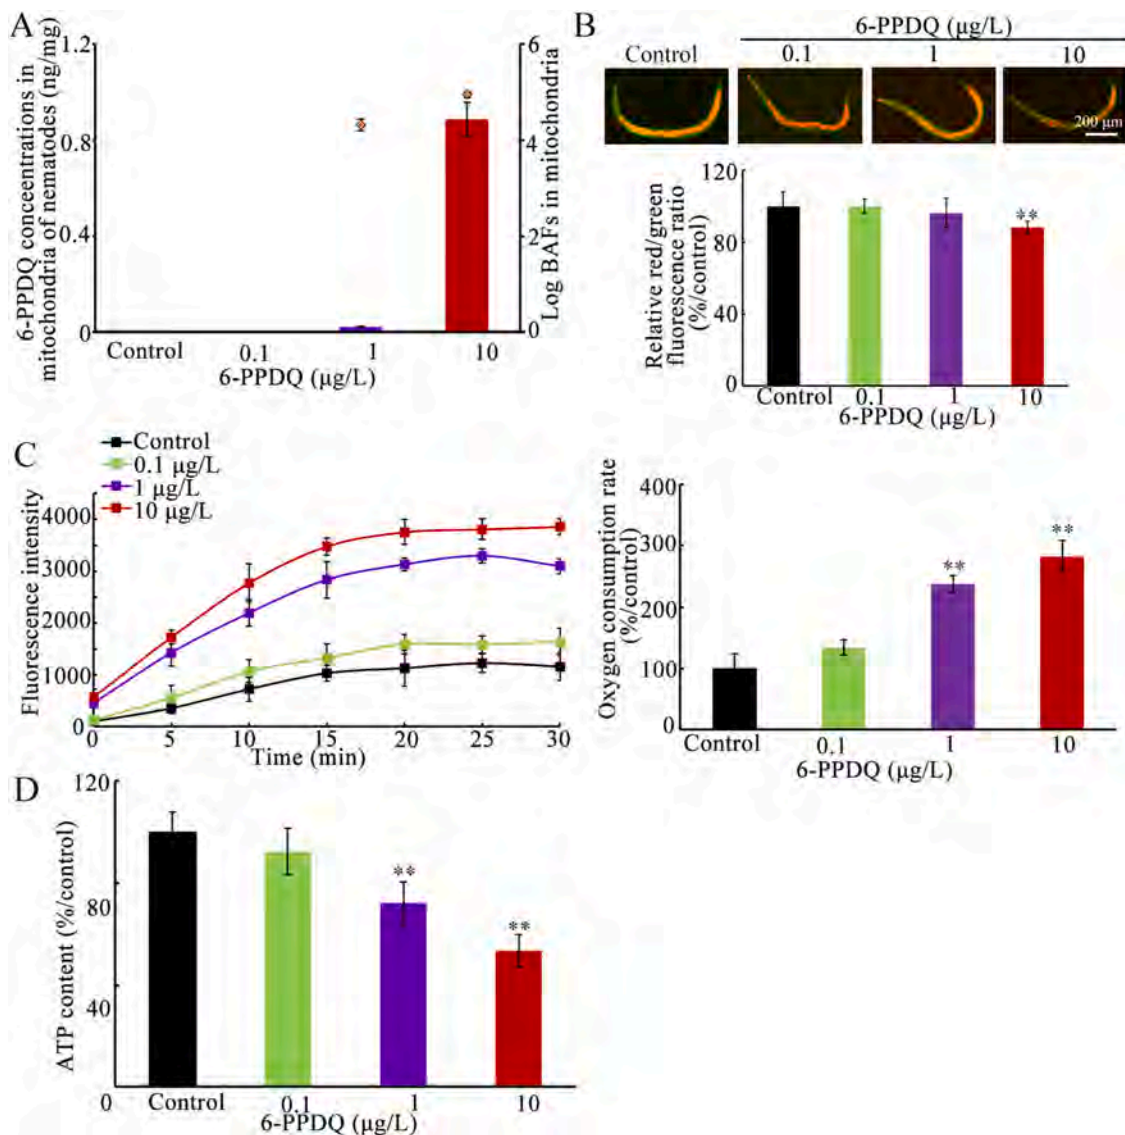 A
6-PPDQ conceentrations in
mitochondria of nematodes (ng/mg)
1.2
0.9
0.8
0.4
0
6
4
2
0
Log BAFs in mitochondria
Control 0.1 1 10
6-PPDQ (μg/L)
B
6-PPDQ (μg/L)
Control 0.1 1 10
200 μm
Relative red/green
fluorescence ratio
(%/control)
120
80
40
0
**
Control 0.1 1 10
6-PPDQ (μg/L)
C
Control
0.1 μg/L
1 μg/L
10 μg/L
Fluorescence intensity
4000
3000
2000
1000
0
0 5 10 15 20 25 30
Time (min)
Oxygen consumption rate
(%/control)
400
300
200
100
0
** **
Control 0.1 1 10
6-PPDQ (μg/L)
D
ATP content (%/control)
120
80
40
0
** **
Control 0.1 1 10
6-PPDQ (μg/L)